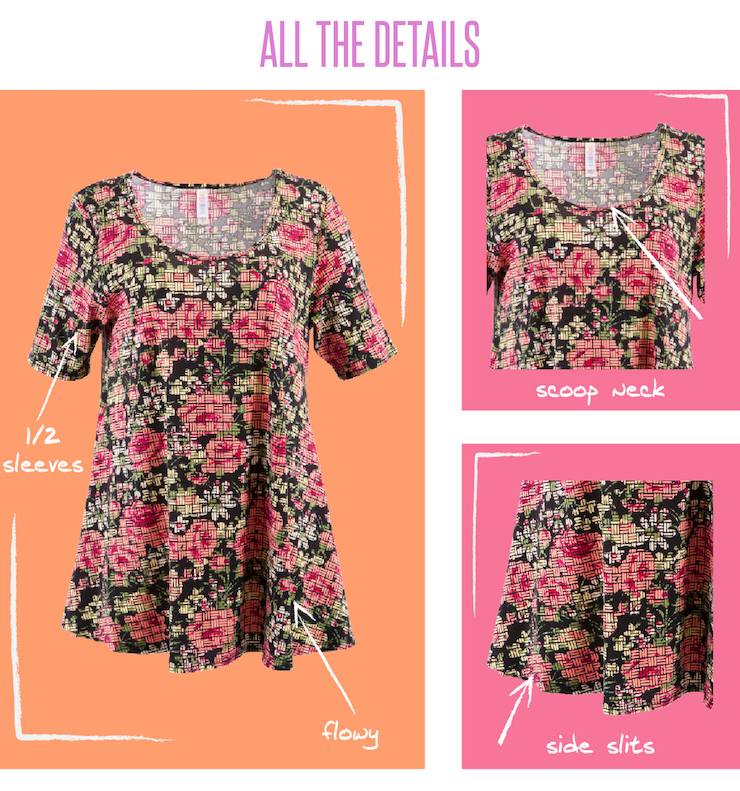 ALL THE DETAILS
1/2
sleeves
flowy
scoop neck
side slits